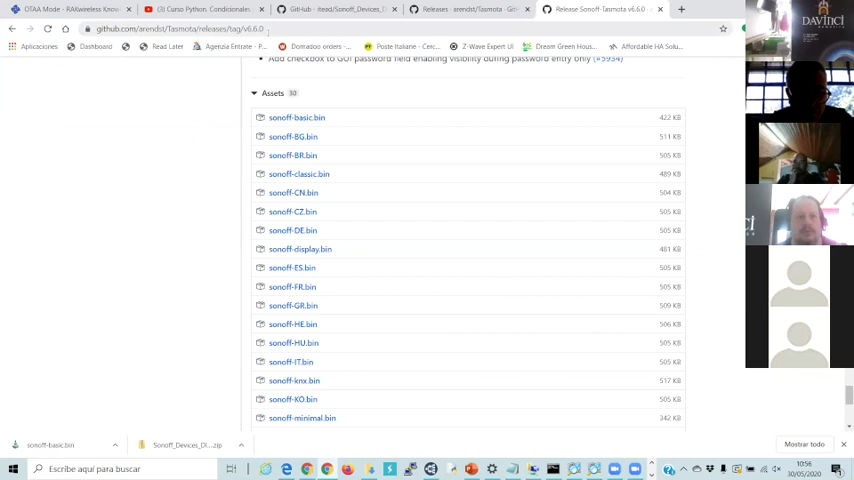 OTAA Mode - RAKwireless Know
(3) Curso Python. Condicionales
GitHub - itead/Sonoff_Devices_D
Releases · arendst/Tasmota · Git
Release Sonoff-Tasmota v6.6.0 ·
github.com/arendst/Tasmota/releases/tag/v6.6.0
Aplicaciones
Dashboard
Read Later
Agenzia Entrate - P...
Domadoo orders -...
Poste Italiane - Cerc...
Z-Wave Expert UI
Dream Green Hous...
Affordable HA Solu...
DAVINCI
Add checkbox to GUI password field enabling visibility during password entry only (#5934)
Assets 30
sonoff-basic.bin 422 KB
sonoff-BG.bin 511 KB
sonoff-BR.bin 505 KB
sonoff-classic.bin 489 KB
sonoff-CN.bin 504 KB
sonoff-CZ.bin 505 KB
sonoff-DE.bin 505 KB
sonoff-display.bin 481 KB
sonoff-ES.bin 505 KB
sonoff-FR.bin 505 KB
sonoff-GR.bin 509 KB
sonoff-HE.bin 506 KB
sonoff-HU.bin 505 KB
sonoff-IT.bin 505 KB
sonoff-knx.bin 517 KB
sonoff-KO.bin 505 KB
sonoff-minimal.bin 342 KB
sonoff-basic.bin
Sonoff_Devices_DI....zip
Mostrar todo
Escribe aquí para buscar
10:56
30/05/2020